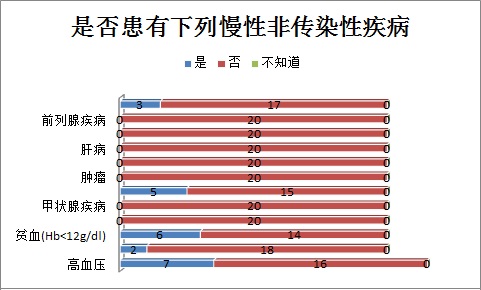 是否患有下列慢性非传染性疾病
是 否 不知道
3 17 0
前列腺疾病 0 20 0
0 20 0
肝病 0 20 0
0 20 0
肿瘤 0 20 0
5 15 0
甲状腺疾病 0 20 0
0 20 0
贫血(Hb<12g/dl) 6 14 0
2 18 0
高血压 7 16 0